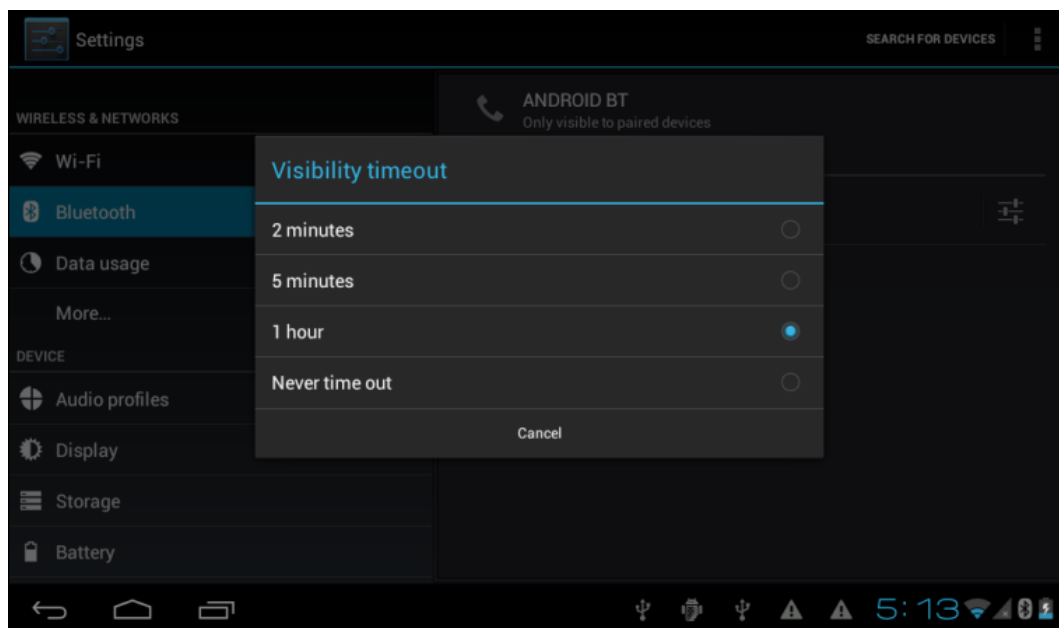 Settings
SEARCH FOR DEVICES
WIRELESS & NETWORKS
Wi-Fi
Bluetooth
Data usage
More...
DEVICE
Audio profiles
Display
Storage
Battery
ANDROID BT
Only visible to paired devices
Visibility timeout
2 minutes
5 minutes
1 hour
Never time out
Cancel
5:13